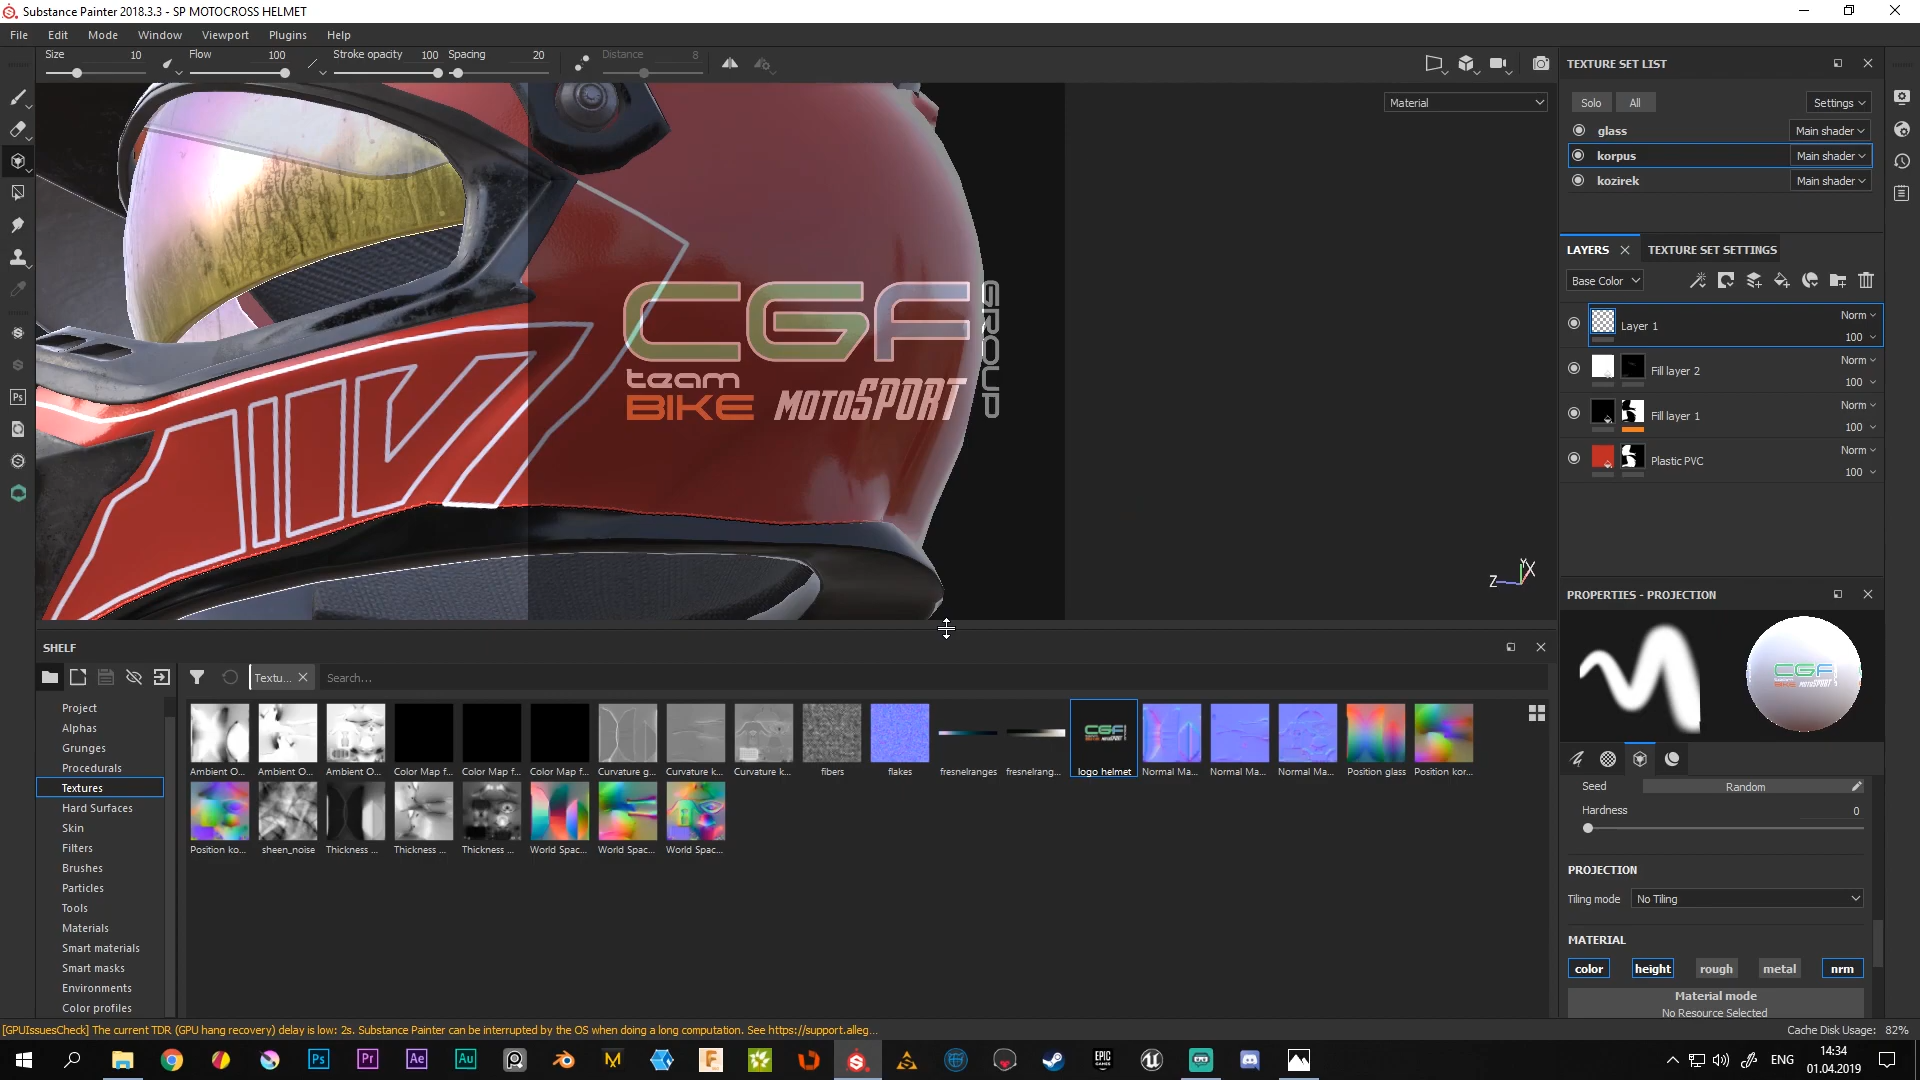 Substance Painter 2018.3.3 - SP MOTOCROSS HELMET
File Edit Mode Window Viewport Plugins Help
Size 10 Flow 100 Stroke opacity 100 Spacing 20 Distance 8
Material
CGF
GROUP
team
BIKE MOTOSPORT
Z Y X
TEXTURE SET LIST
Solo All Settings
glass Main shader
korpus Main shader
kozirek Main shader
LAYERS TEXTURE SET SETTINGS
Base Color
Layer 1 Norm 100
Fill layer 2 Norm 100
Fill layer 1 Norm 100
Plastic PVC Norm 100
PROPERTIES - PROJECTION
CGF
Seed Random
Hardness 0
PROJECTION
Tiling mode No Tiling
MATERIAL
color height rough metal nrm
Material mode
No Resource Selected
SHELF
Textu... Search...
Project
Alphas
Grunges
Procedurals
Textures
Hard Surfaces
Skin
Filters
Brushes
Particles
Tools
Materials
Smart materials
Smart masks
Environments
Color profiles
Ambient O... Ambient O... Ambient O... Color Map f... Color Map f... Color Map f... Curvature g... Curvature k... Curvature k... fibers flakes fresnelranges fresnelrang... logo helmet Normal Ma... Normal Ma... Normal Ma... Position glass Position kor...
Position ko... sheen_noise Thickness ... Thickness ... Thickness ... World Spac... World Spac... World Spac...
[GPUIssuesCheck] The current TDR (GPU hang recovery) delay is low: 2s. Substance Painter can be interrupted by the OS when doing a long computation. See https://support.alleg...
Cache Disk Usage: 82%
Ps Pr Ae Au
EPIC GAMES
ENG 14:34
01.04.2019